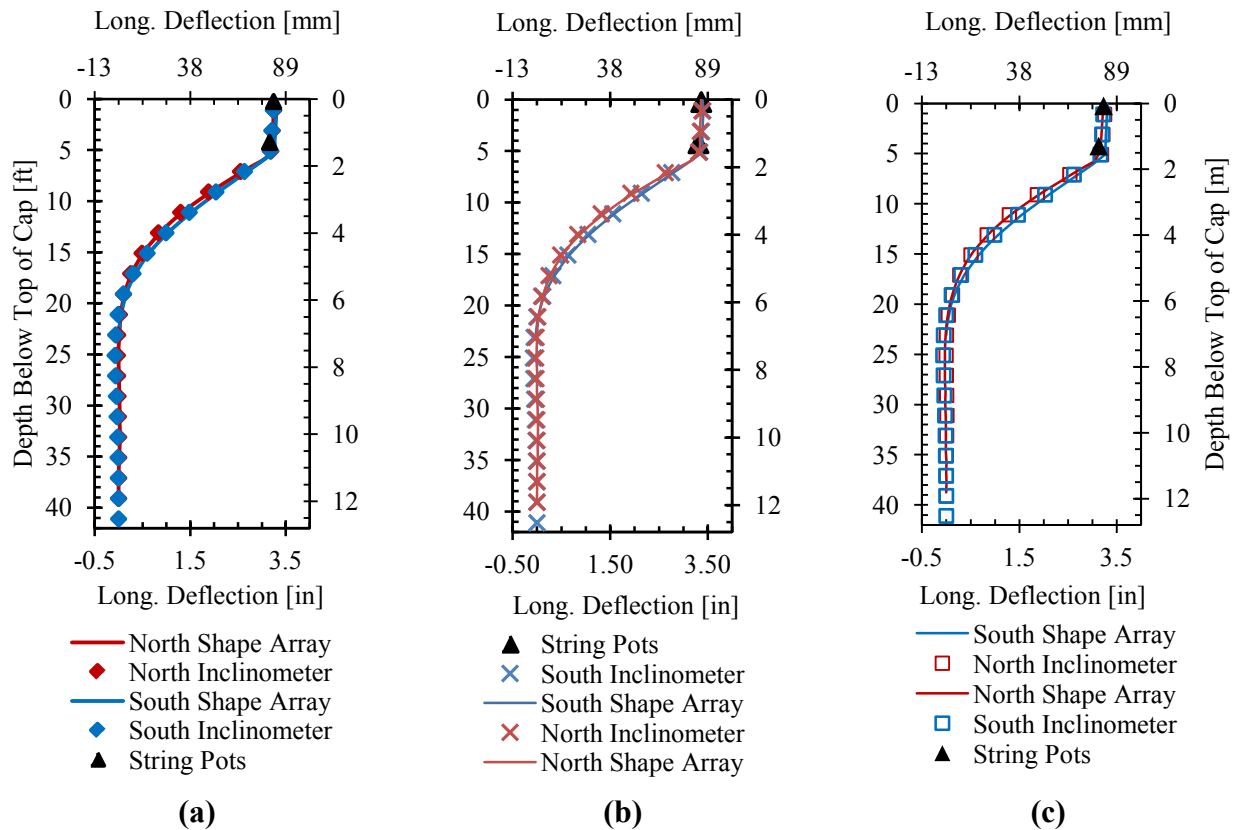 Long. Deflection [mm]
-13 38 89
0 5 10 15 20 25 30 35 40
Depth Below Top of Cap [ft]
0 2 4 6 8 10 12
-0.5 1.5 3.5
Long. Deflection [in]
North Shape Array
North Inclinometer
South Shape Array
South Inclinometer
String Pots
(a)
Long. Deflection [mm]
-13 38 89
0 5 10 15 20 25 30 35 40
0 2 4 6 8 10 12
-0.50 1.50 3.50
Long. Deflection [in]
String Pots
South Inclinometer
South Shape Array
North Inclinometer
North Shape Array
(b)
Long. Deflection [mm]
-13 38 89
0 5 10 15 20 25 30 35 40
0 2 4 6 8 10 12
Depth Below Top of Cap [m]
-0.5 1.5 3.5
Long. Deflection [in]
South Shape Array
North Inclinometer
North Shape Array
South Inclinometer
String Pots
(c)